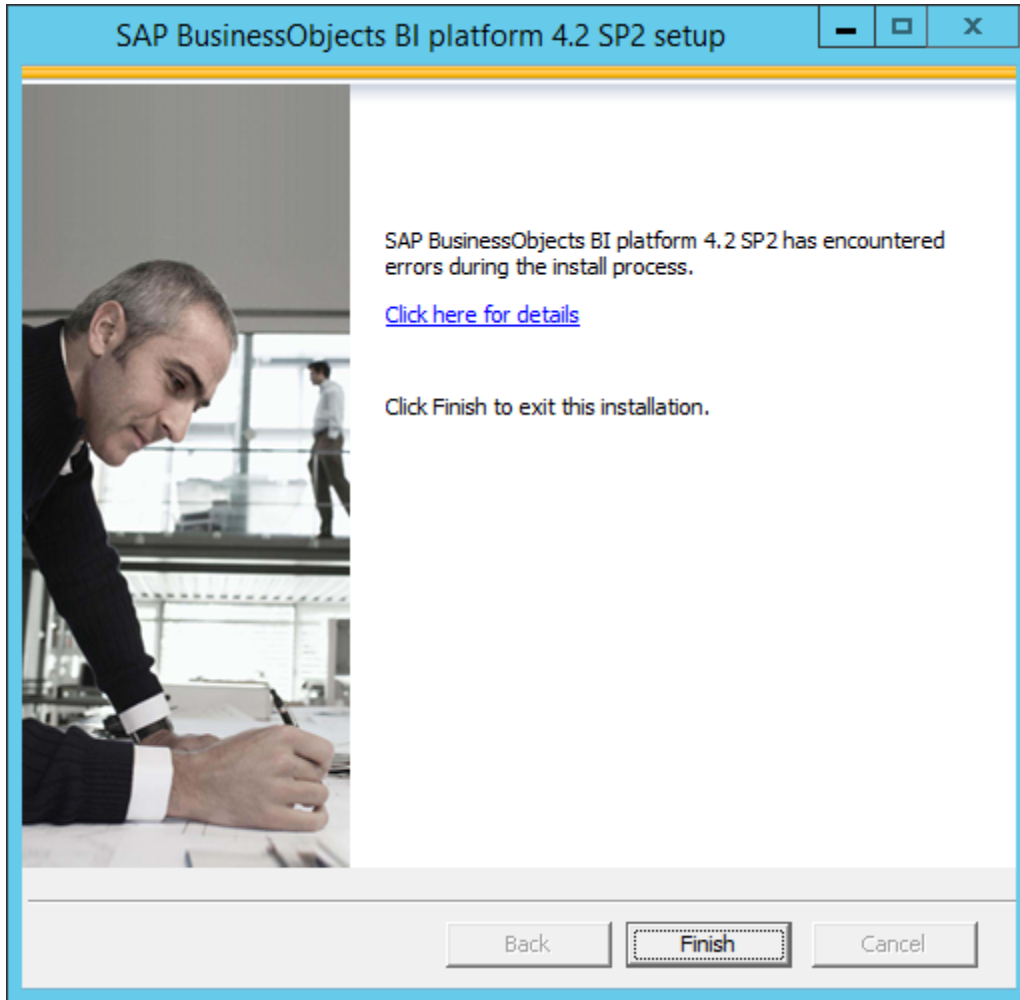 SAP BusinessObjects BI platform 4.2 SP2 setup
SAP BusinessObjects BI platform 4.2 SP2 has encountered
errors during the install process.
Click here for details
Click Finish to exit this installation.
Back
Finish
Cancel